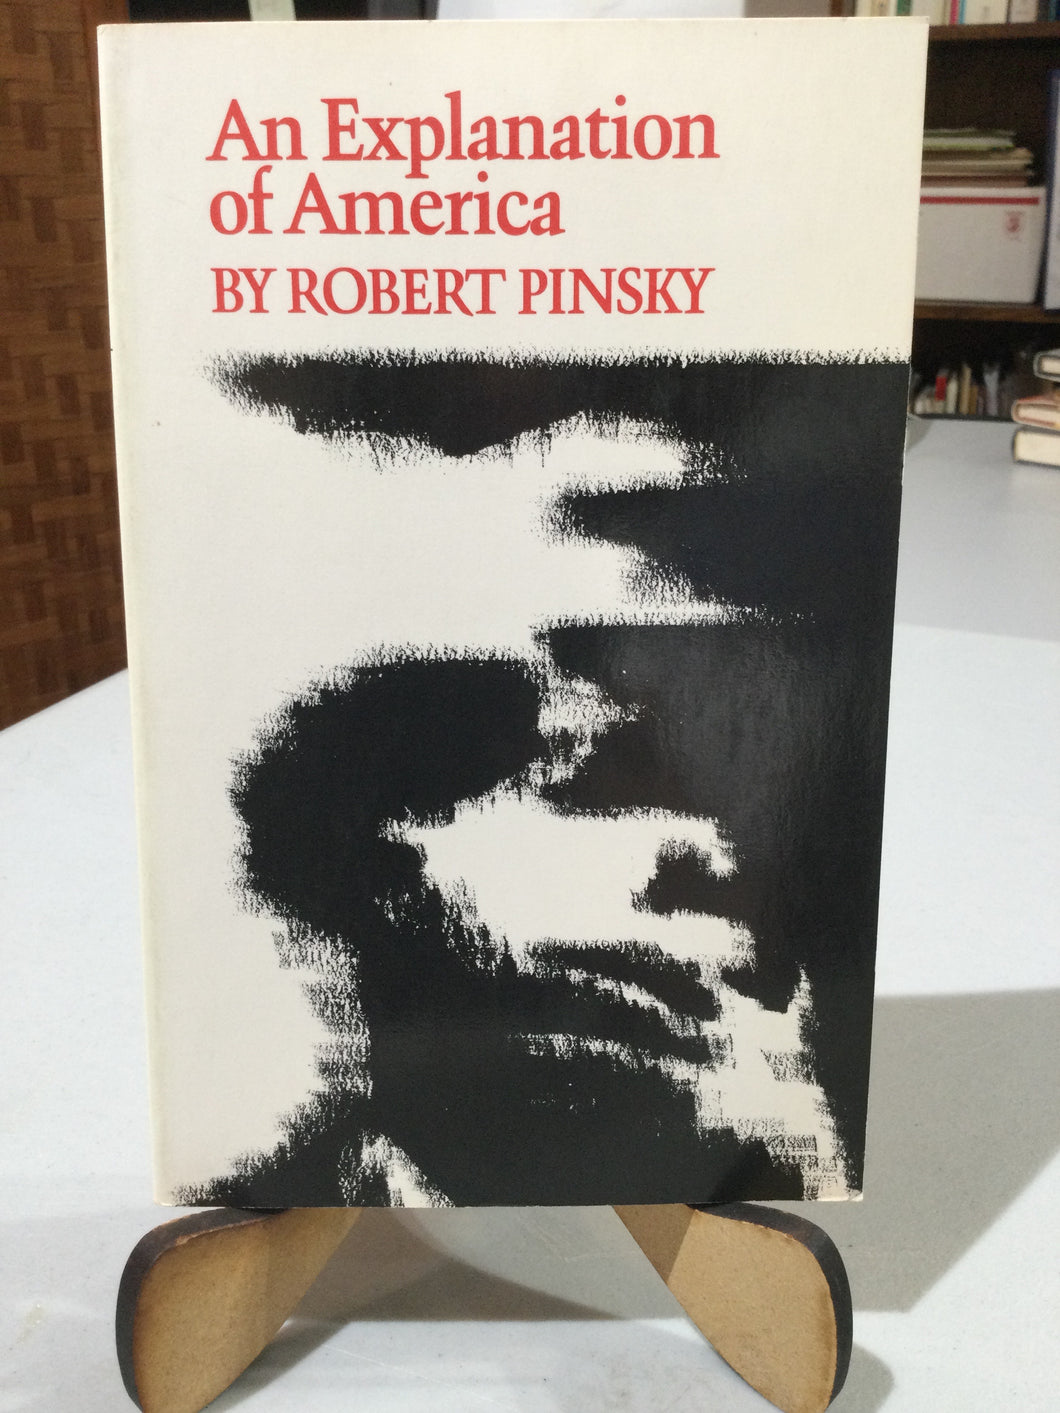 An Explanation
of America
BY ROBERT PINSKY